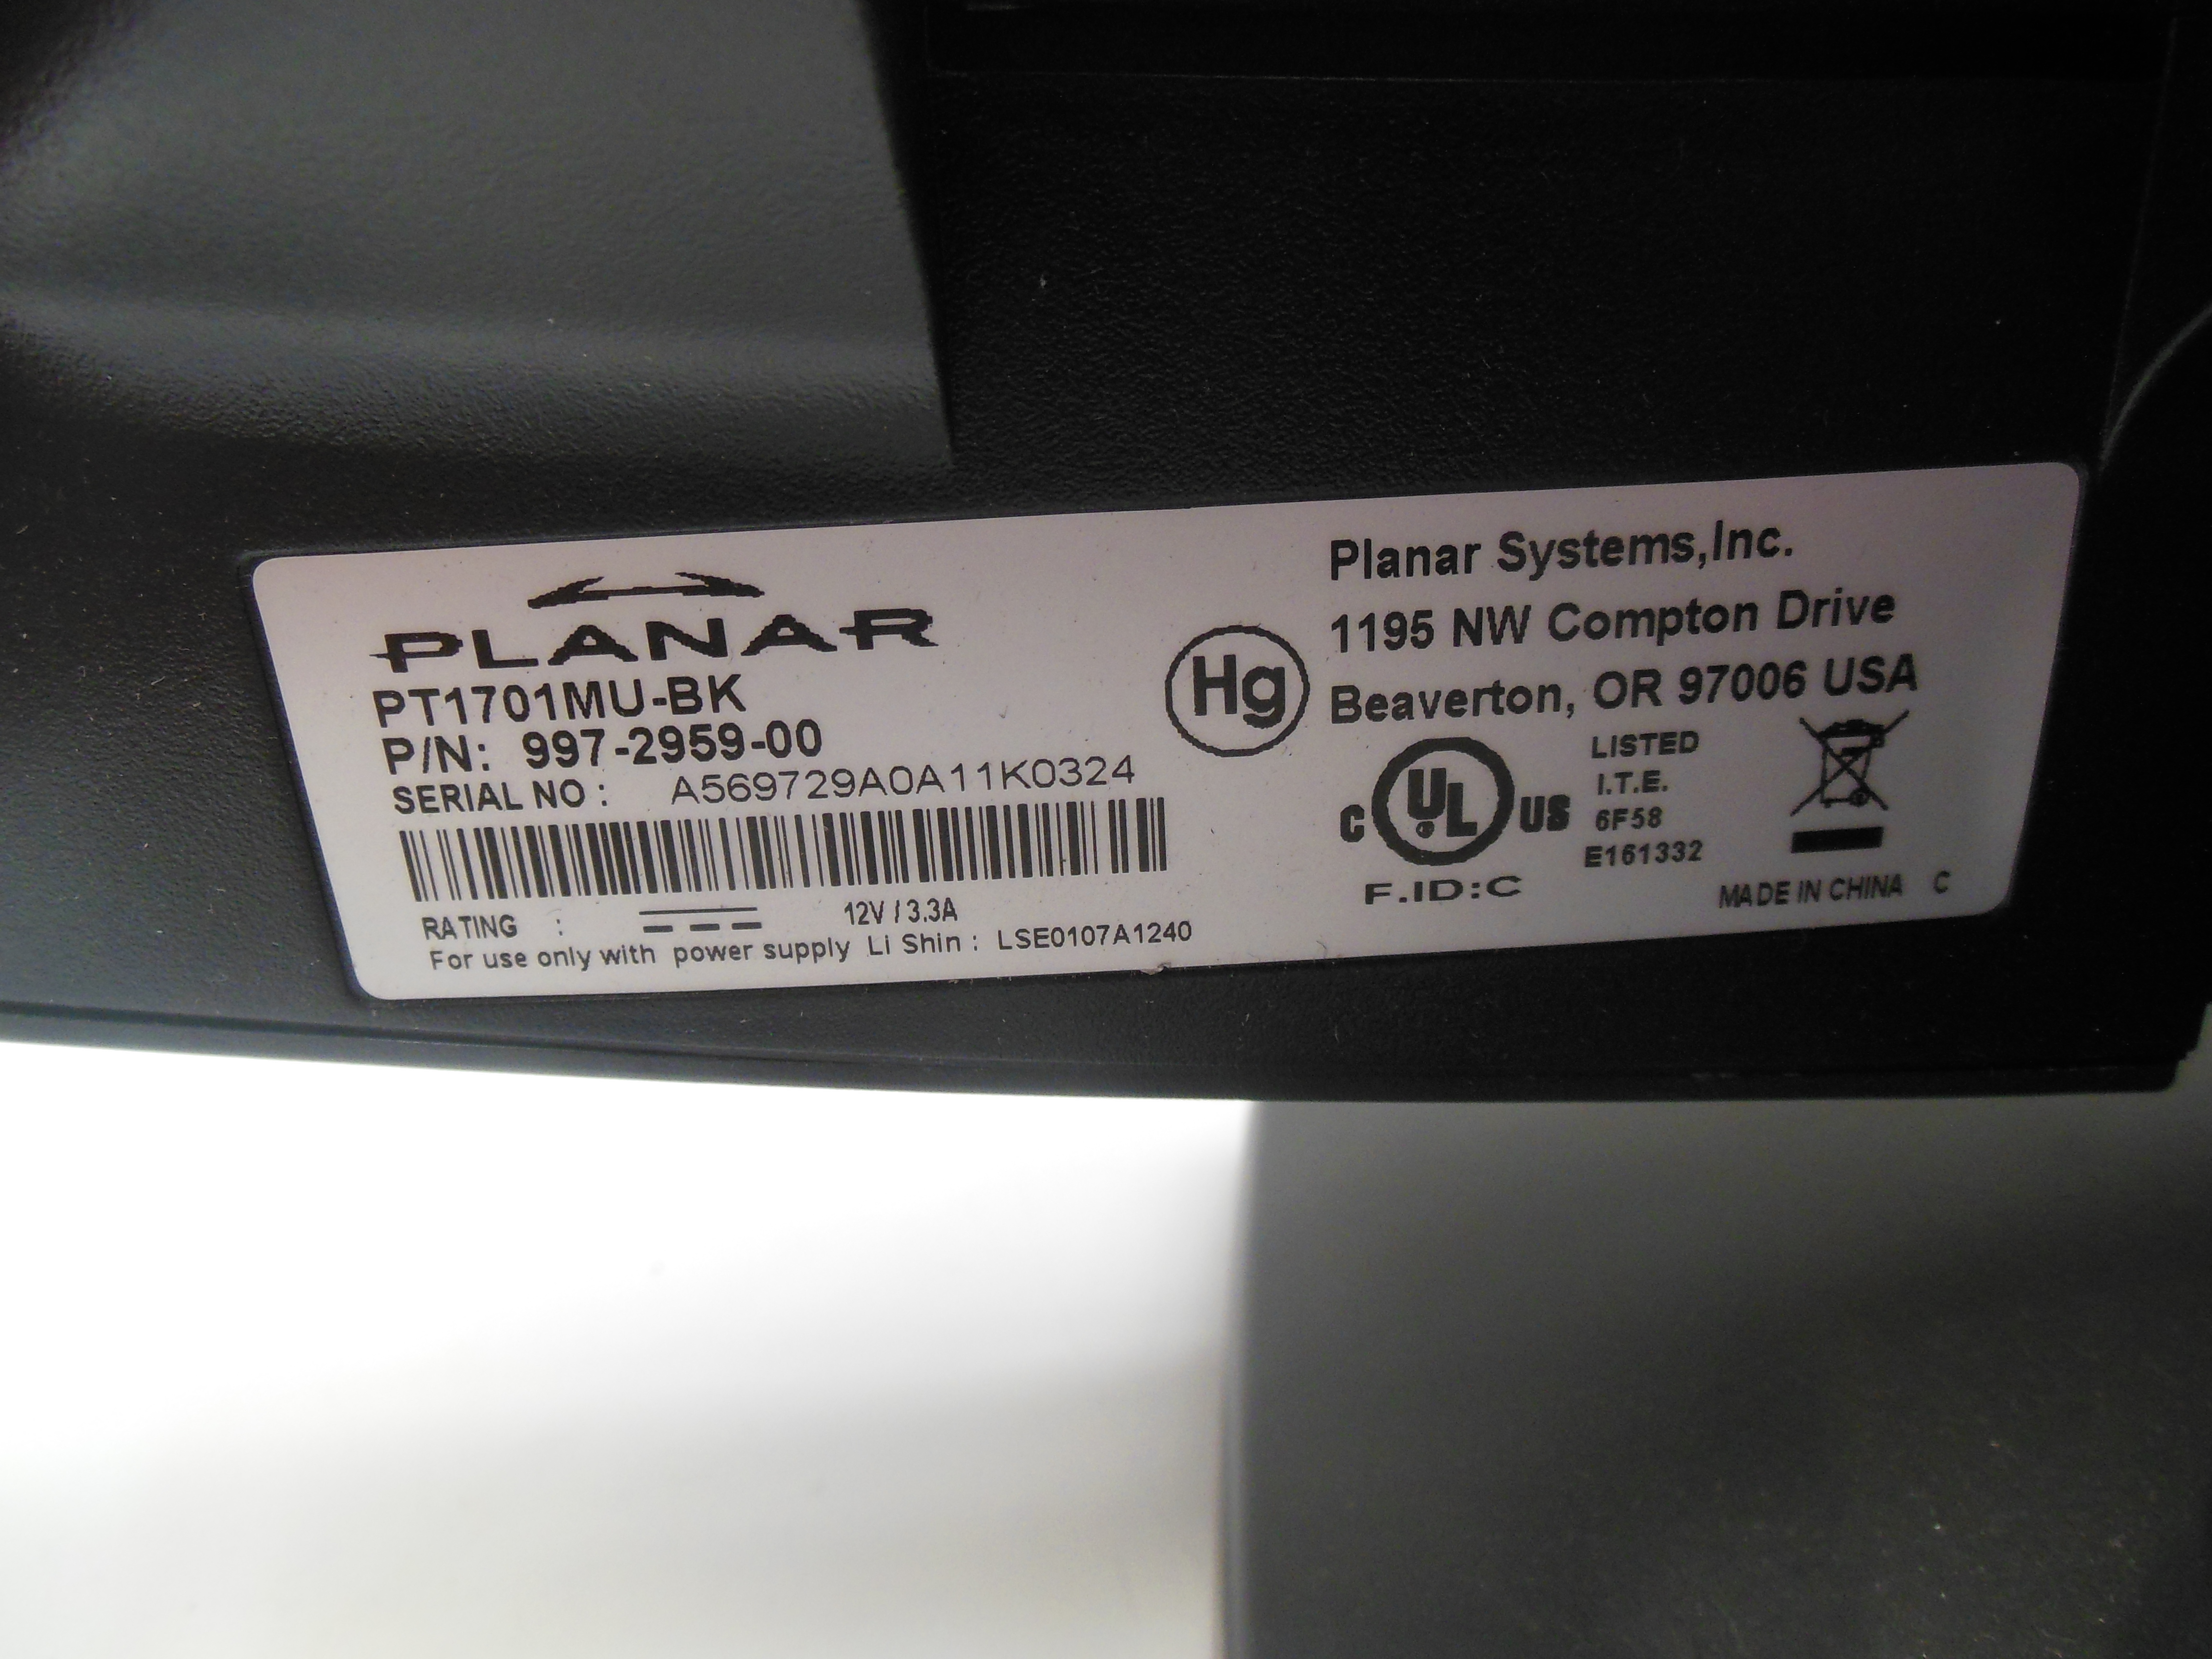 PLANAR
PT1701MU-BK
P/N: 997-2959-00
SERIAL NO : A569729A0A11K0324
RATING : 12V / 3.3A
For use only with power supply Li Shin : LSE0107A1240
Hg
Planar Systems,Inc.
1195 NW Compton Drive
Beaverton, OR 97006 USA
C UL US
LISTED
I.T.E.
6F58
E161332
F.ID:C
MADE IN CHINA C